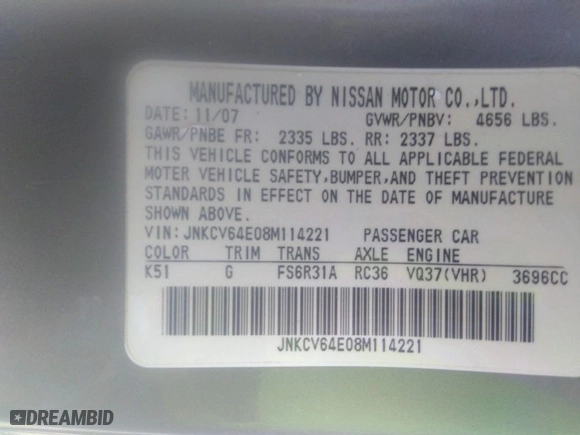 MANUFACTURED BY NISSAN MOTOR CO.,LTD.
DATE: 11/07 GVWR/PNBV: 4656 LBS.
GAWR/PNBE FR: 2335 LBS. RR: 2337 LBS.
THIS VEHICLE CONFORMS TO ALL APPLICABLE FEDERAL
MOTER VEHICLE SAFETY,BUMPER,AND THEFT PREVENTION
STANDARDS IN EFFECT ON THE DATE OF MANUFACTURE
SHOWN ABOVE.
VIN: JNKCV64E08M114221 PASSENGER CAR
COLOR TRIM TRANS AXLE ENGINE
K51 G FS6R31A RC36 VQ37(VHR) 3696CC
JNKCV64E08M114221
DREAMBID